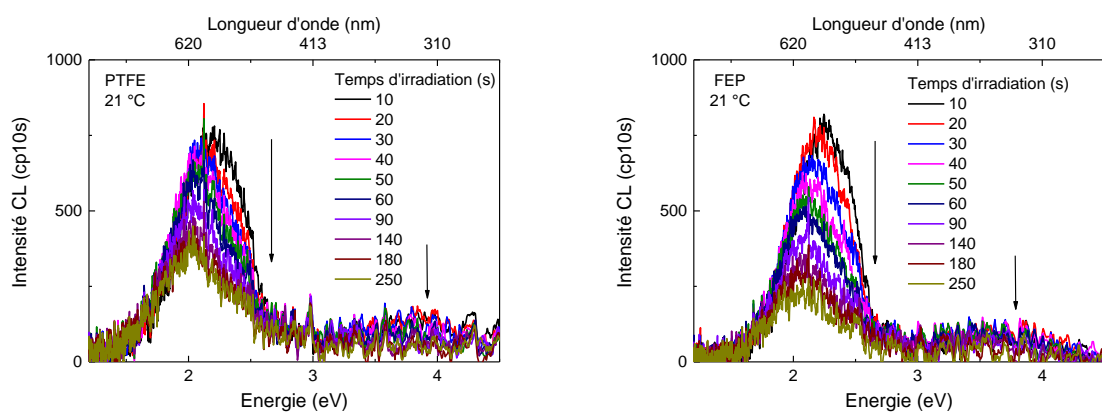 Longueur d'onde (nm)
620 413 310
1000
500
0
Intensité CL (cp10s)
PTFE
21 °C
Temps d'irradiation (s)
10
20
30
40
50
60
90
140
180
250
2 3 4
Energie (eV)
Longueur d'onde (nm)
620 413 310
1000
500
0
Intensité CL (cp10s)
FEP
21 °C
Temps d'irradiation (s)
10
20
30
40
50
60
90
140
180
250
2 3 4
Energie (eV)